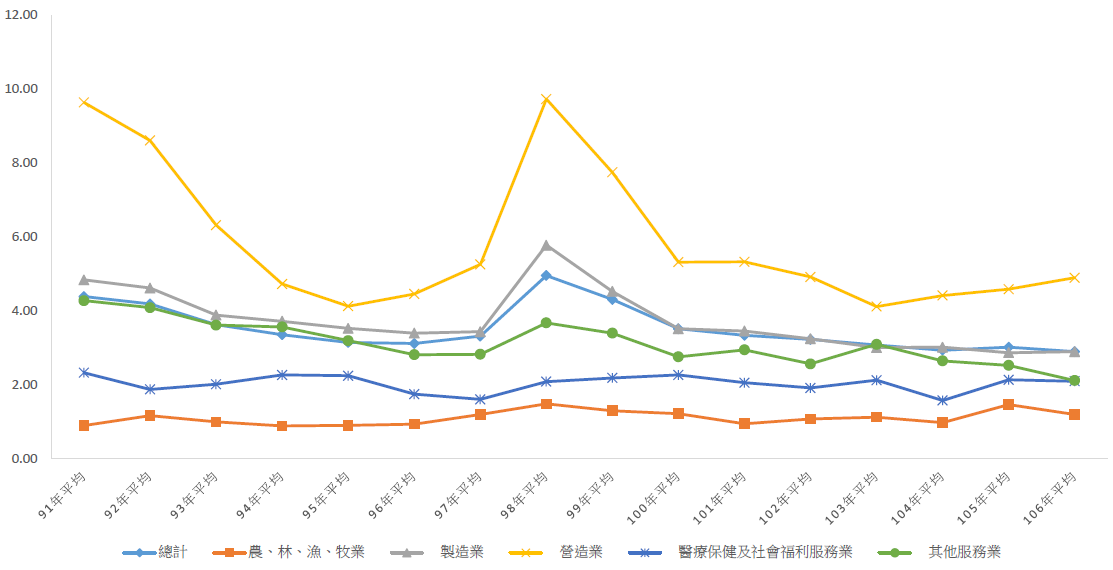 12.00
10.00
8.00
6.00
4.00
2.00
0.00
91年平均
92年平均
93年平均
94年平均
95年平均
96年平均
97年平均
98年平均
99年平均
100年平均
101年平均
102年平均
103年平均
104年平均
105年平均
106年平均
總計 農、林、漁、牧業 製造業 營造業 醫療保健及社會福利服務業 其他服務業